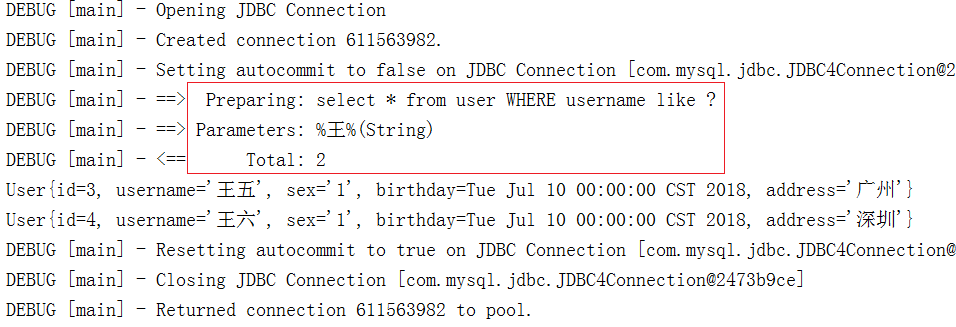 DEBUG [main] - Opening JDBC Connection
DEBUG [main] - Created connection 611563982.
DEBUG [main] - Setting autocommit to false on JDBC Connection [com.mysql.jdbc.JDBC4Connection@2
DEBUG [main] - ==>  Preparing: select * from user WHERE username like ?
DEBUG [main] - ==> Parameters: %王%(String)
DEBUG [main] - <==      Total: 2
User{id=3, username='王五', sex='1', birthday=Tue Jul 10 00:00:00 CST 2018, address='广州'}
User{id=4, username='王六', sex='1', birthday=Tue Jul 10 00:00:00 CST 2018, address='深圳'}
DEBUG [main] - Resetting autocommit to true on JDBC Connection [com.mysql.jdbc.JDBC4Connection@
DEBUG [main] - Closing JDBC Connection [com.mysql.jdbc.JDBC4Connection@2473b9ce]
DEBUG [main] - Returned connection 611563982 to pool.